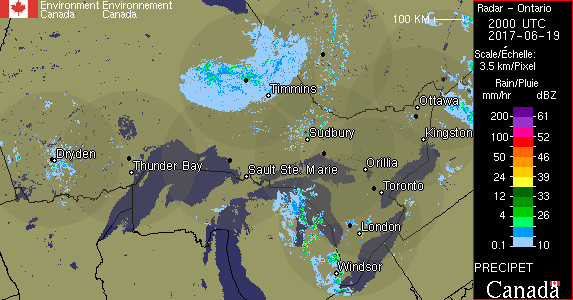 Environment Environnement
Canada Canada
100 KM
Radar - Ontario
2000 UTC
2017-06-19
Scale/Échelle:
3.5 km/Pixel
Rain/Pluie
mm/hr dBZ
200 61
100 52
50 46
24 39
12 33
4 26
0.1 10
PRECIPET
Canada
Timmins
Ottawa
Sudbury
Kingston
Dryden
Thunder Bay
Sault Ste. Marie
Orillia
Toronto
London
Windsor